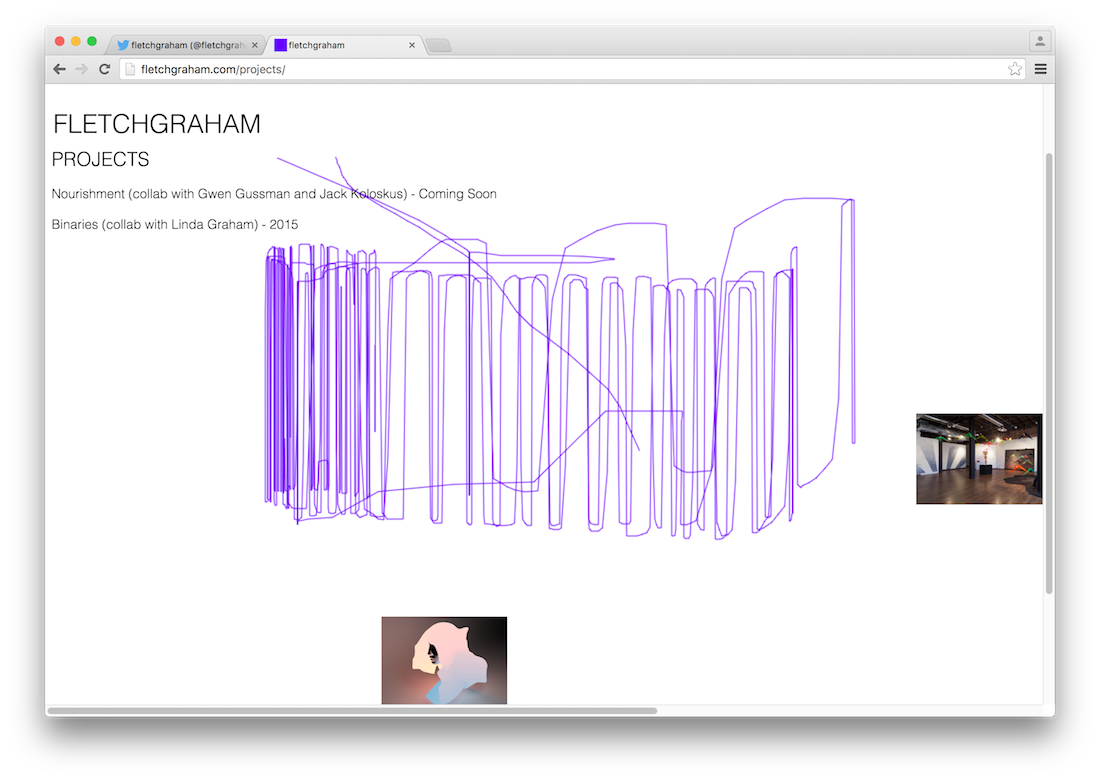 fletchgraham (@fletchgrah
fletchgraham
fletchgraham.com/projects/
FLETCHGRAHAM
PROJECTS
Nourishment (collab with Gwen Gussman and Jack Koloskus) - Coming Soon
Binaries (collab with Linda Graham) - 2015